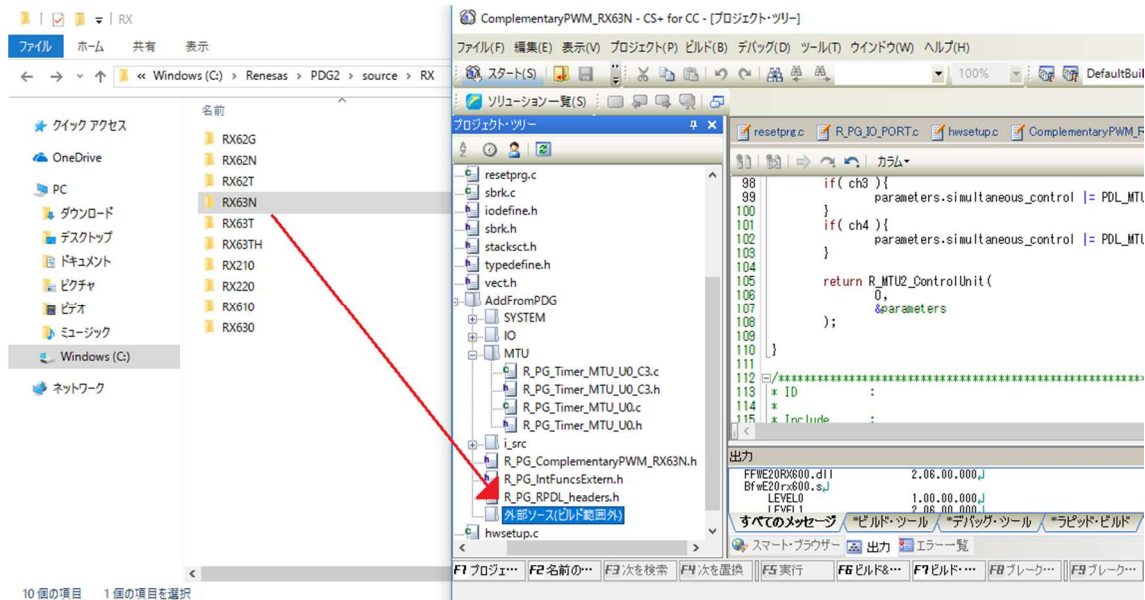 RX
ファイル ホーム 共有 表示
« Windows (C:) › Renesas › PDG2 › source › RX
名前
クイック アクセス
OneDrive
PC
ダウンロード
デスクトップ
ドキュメント
ピクチャ
ビデオ
ミュージック
Windows (C:)
ネットワーク
RX62G
RX62N
RX62T
RX63N
RX63T
RX63TH
RX210
RX220
RX610
RX630
10 個の項目 1 個の項目を選択
ComplementaryPWM_RX63N - CS+ for CC - [プロジェクト・ツリー]
ファイル(F) 編集(E) 表示(V) プロジェクト(P) ビルド(B) デバッグ(D) ツール(T) ウインドウ(W) ヘルプ(H)
スタート(S) 100% DefaultBuil
ソリューション一覧(S)
プロジェクト・ツリー
resetprg.c
sbrk.c
iodefine.h
sbrk.h
stacksct.h
typedefine.h
vect.h
AddFromPDG
SYSTEM
IO
MTU
R_PG_Timer_MTU_U0_C3.c
R_PG_Timer_MTU_U0_C3.h
R_PG_Timer_MTU_U0.c
R_PG_Timer_MTU_U0.h
i_src
R_PG_ComplementaryPWM_RX63N.h
R_PG_IntFuncsExtern.h
R_PG_RPDL_headers.h
外部ソース(ビルド範囲外)
hwsetup.c
resetprg.c R_PG_IO_PORT.c hwsetup.c ComplementaryPWM_R
カラム▾
98 if( ch3 ){
99 parameters.simultaneous_control |= PDL_MTU
100 }
101 if( ch4 ){
102 parameters.simultaneous_control |= PDL_MTU
103 }
104
105 return R_MTU2_ControlUnit(
106 0,
107 &parameters
108 );
109
110 }
111
112 /******************************************************
113 * ID :
114 *
115 * Include :
出力
FFWE20RX600.dll 2.06.00.000,
BfwE20rx600.s,
LEVEL0 1.00.00.000,
LEVEL1 2.06.00.000,
すべてのメッセージ *ビルド・ツール *デバッグ・ツール *ラピッド・ビルド
スマート・ブラウザー 出力 エラー一覧
F1 プロジェ… F2 名前の… F3 次を検索 F4 次を置換 F5 実行 F6 ビルド&… F7 ビルド・… F8 ブレーク… F9 ブレーク…